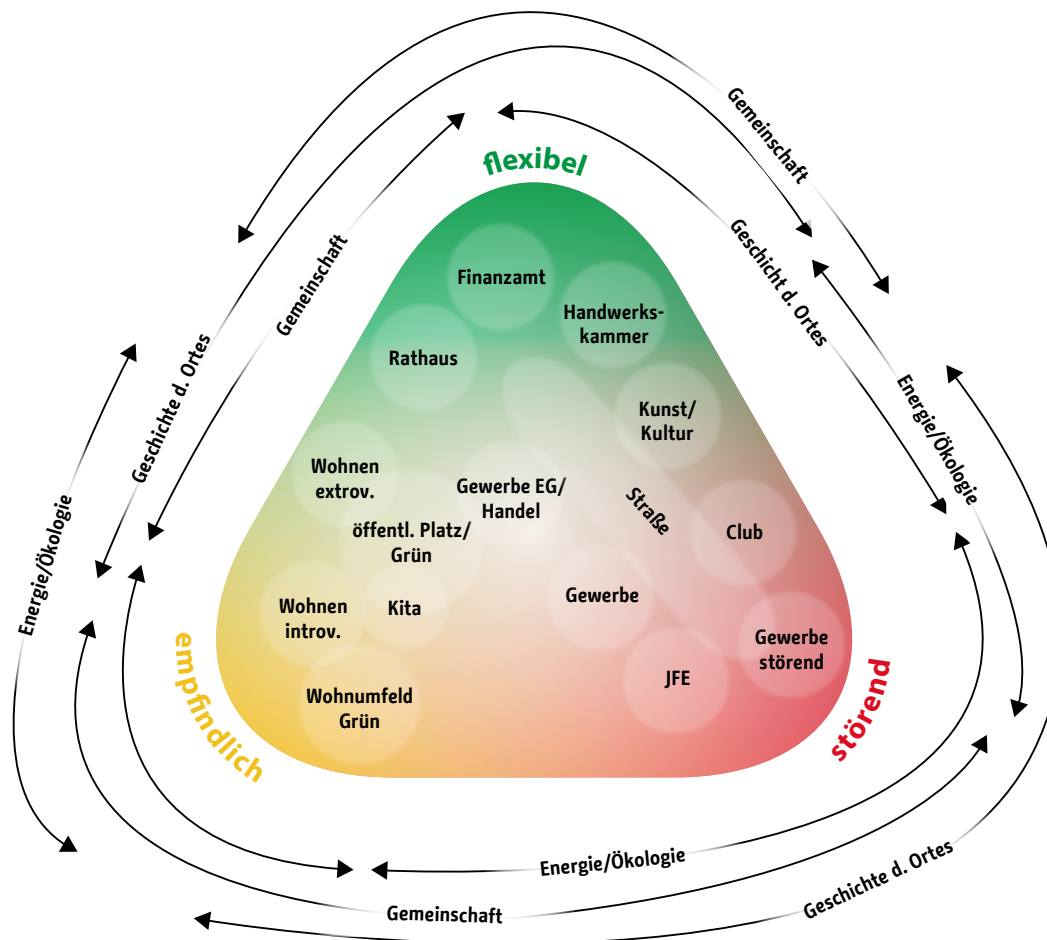 Gemeinschaft
flexibel
Gemeinschaft
Geschicht d. Ortes
Finanzamt
Handwerks-
kammer
Rathaus
Geschichte d. Ortes
Energie/Ökologie
Kunst/
Kultur
Wohnen
extrov.
Gewerbe EG/
Handel
Straße
öffentl. Platz/
Grün
Club
Energie/Ökologie
Wohnen
introv.
Kita
Gewerbe
Gewerbe
störend
JFE
Wohnumfeld
Grün
empfindlich
störend
Energie/Ökologie
Geschichte d. Ortes
Gemeinschaft